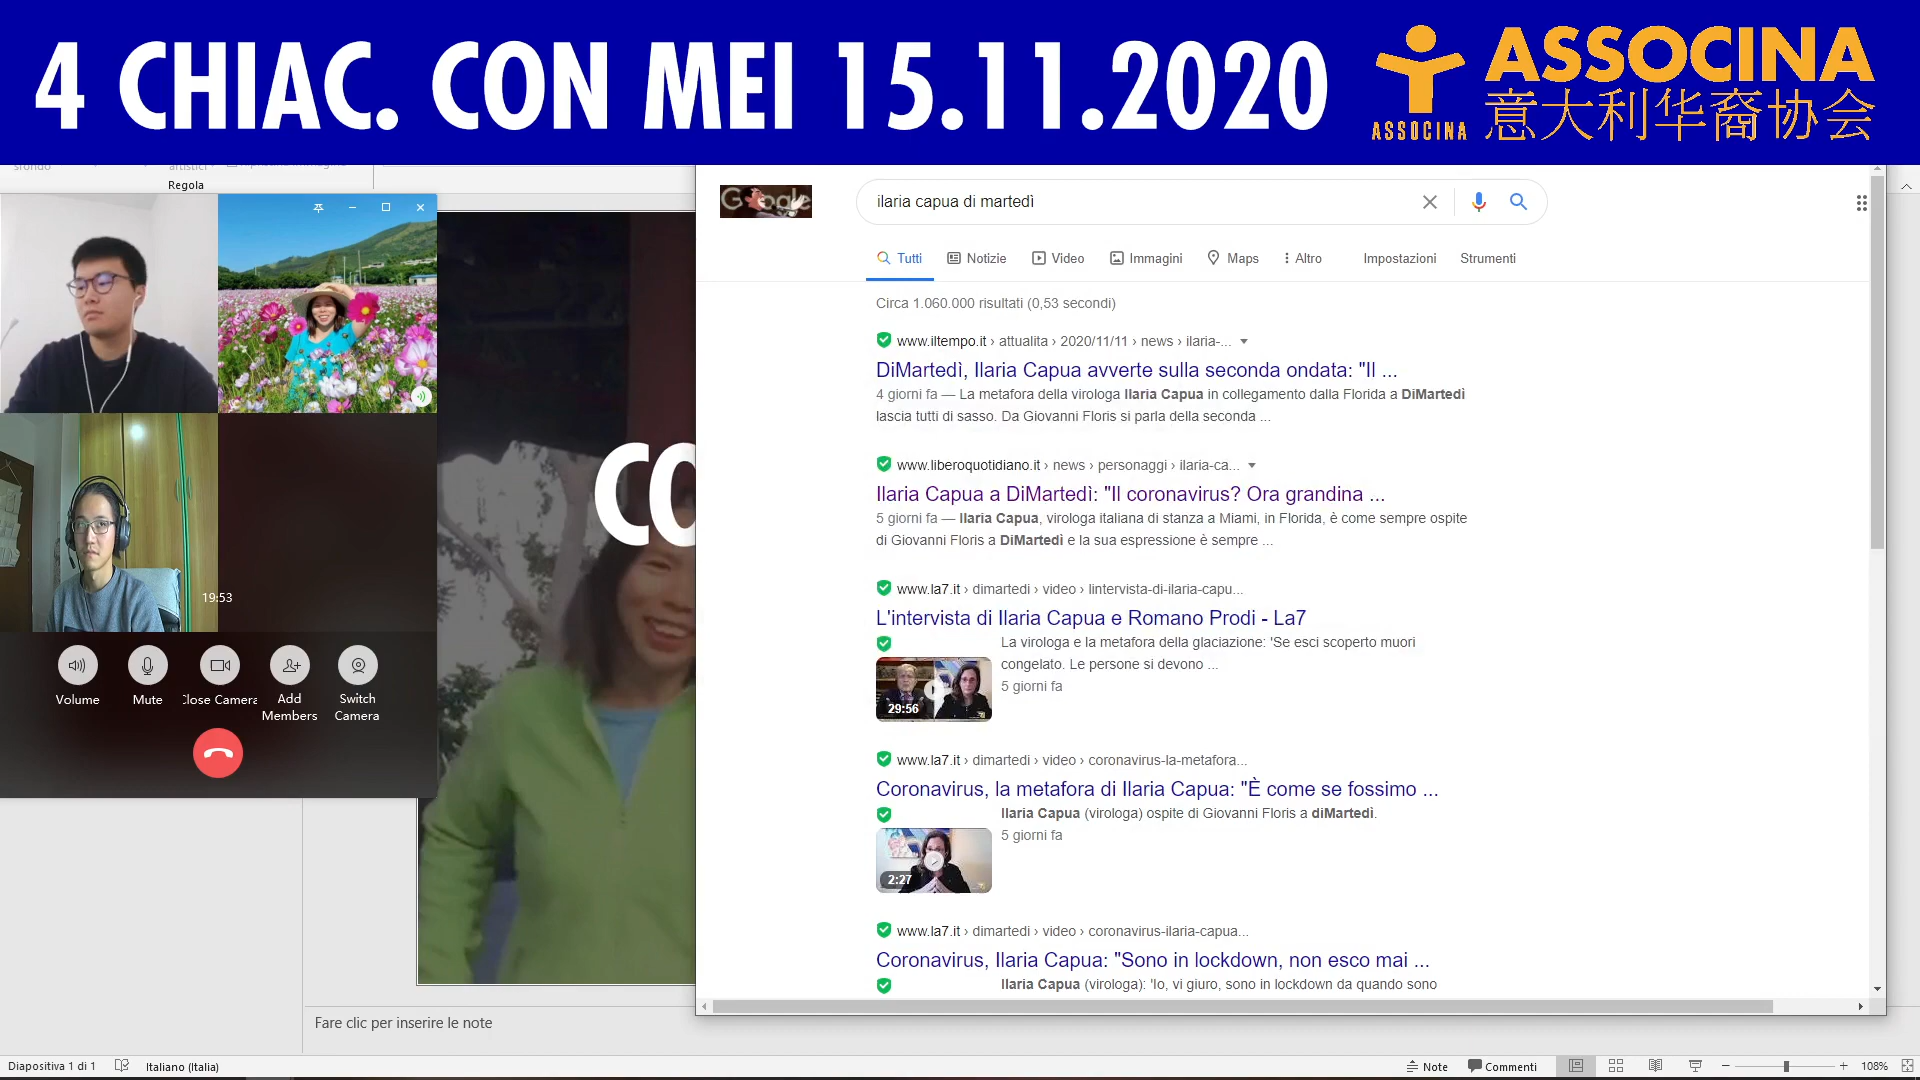 4 CHIAC. CON MEI 15.11.2020
ASSOCINA
ASSOCINA
意大利华裔协会
Regola
Google
ilaria capua di martedì
Tutti
Notizie
Video
Immagini
Maps
Altro
Impostazioni
Strumenti
Circa 1.060.000 risultati (0,53 secondi)
www.iltempo.it › attualita › 2020/11/11 › news › ilaria-...
DiMartedì, Ilaria Capua avverte sulla seconda ondata: "Il ...
4 giorni fa — La metafora della virologa Ilaria Capua in collegamento dalla Florida a DiMartedì
lascia tutti di sasso. Da Giovanni Floris si parla della seconda ...
www.liberoquotidiano.it › news › personaggi › ilaria-ca...
Ilaria Capua a DiMartedì: "Il coronavirus? Ora grandina ...
5 giorni fa — Ilaria Capua, virologa italiana di stanza a Miami, in Florida, è come sempre ospite
di Giovanni Floris a DiMartedì e la sua espressione è sempre ...
www.la7.it › dimartedi › video › lintervista-di-ilaria-capu...
L'intervista di Ilaria Capua e Romano Prodi - La7
La virologa e la metafora della glaciazione: 'Se esci scoperto muori
congelato. Le persone si devono ...
5 giorni fa
29:56
www.la7.it › dimartedi › video › coronavirus-la-metafora...
Coronavirus, la metafora di Ilaria Capua: "È come se fossimo ...
Ilaria Capua (virologa) ospite di Giovanni Floris a diMartedì.
5 giorni fa
2:27
www.la7.it › dimartedi › video › coronavirus-ilaria-capua...
Coronavirus, Ilaria Capua: "Sono in lockdown, non esco mai ...
Ilaria Capua (virologa): 'Io, vi giuro, sono in lockdown da quando sono
CO
19:53
Volume
Mute
Close Camera
Add
Members
Switch
Camera
Fare clic per inserire le note
Diapositiva 1 di 1
Italiano (Italia)
Note
Commenti
108%